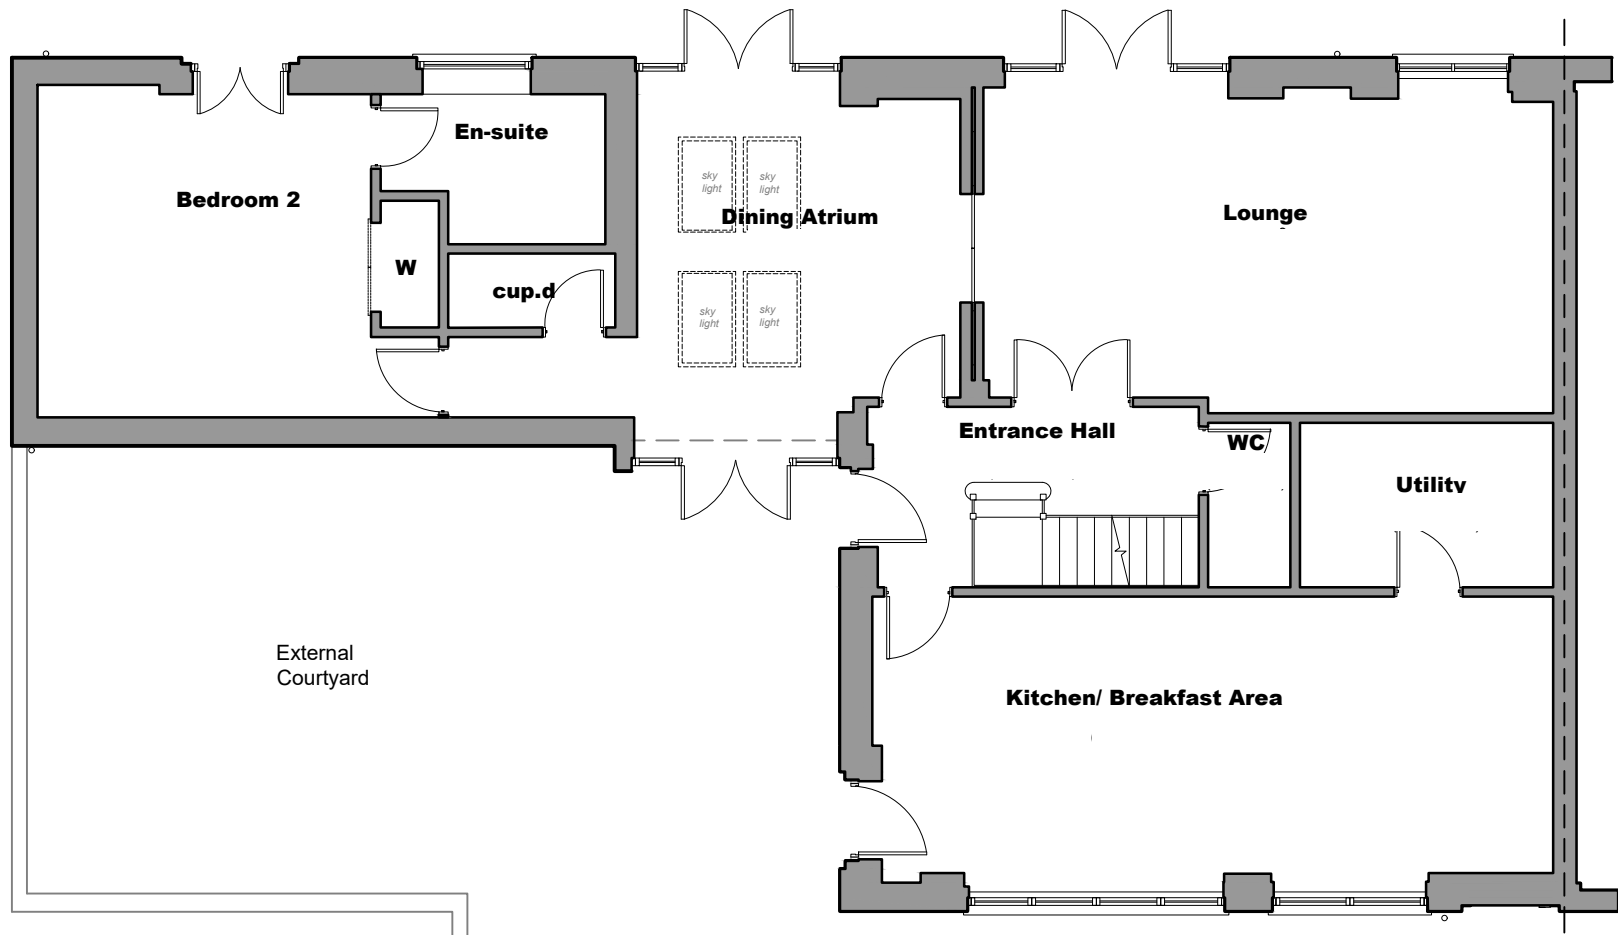 En-suite
Bedroom 2
sky
light
sky
light
Dining Atrium
Lounge
W
cup.d
sky
light
sky
light
Entrance Hall
WC
Utility
External
Courtyard
Kitchen/ Breakfast Area